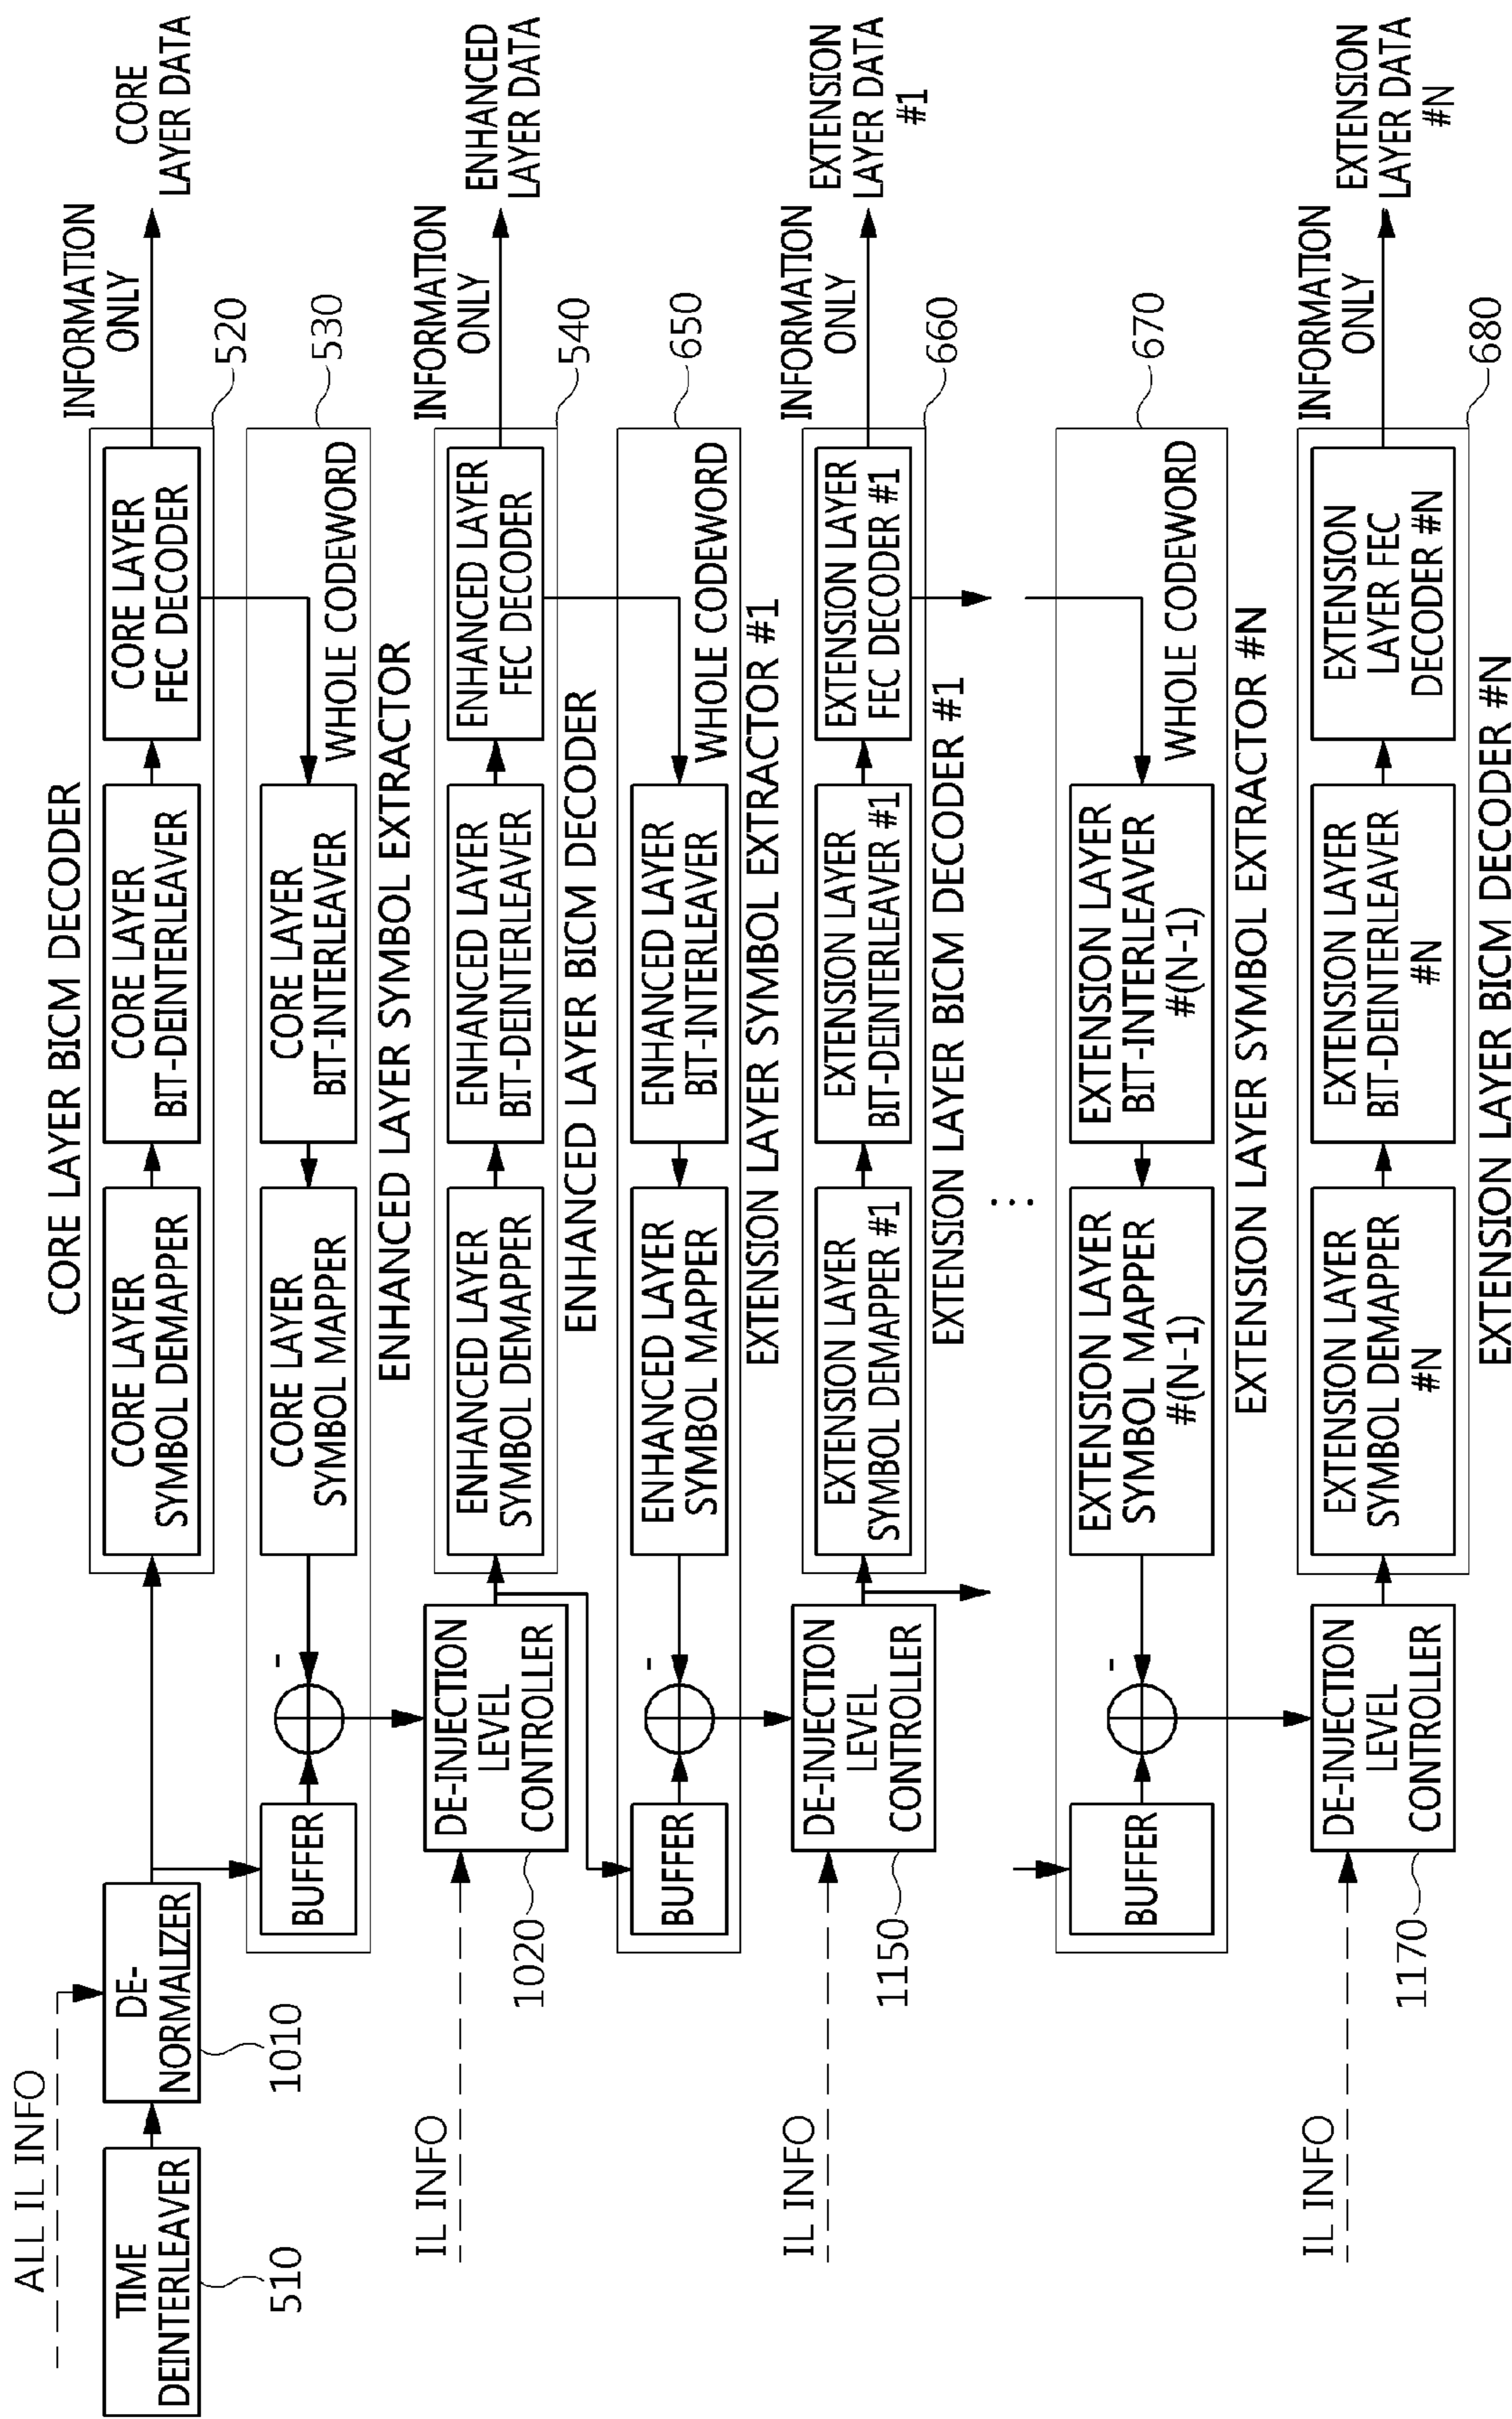 ALL IL INFO
TIME
DEINTERLEAVER
510
DE-
NORMALIZER
1010
CORE LAYER BICM DECODER
CORE LAYER
SYMBOL DEMAPPER
CORE LAYER
BIT-DEINTERLEAVER
CORE LAYER
FEC DECODER
520
INFORMATION
ONLY
CORE
LAYER DATA
BUFFER
-
CORE LAYER
SYMBOL MAPPER
CORE LAYER
BIT-INTERLEAVER
WHOLE CODEWORD
530
ENHANCED LAYER SYMBOL EXTRACTOR
IL INFO
DE-INJECTION
LEVEL
CONTROLLER
1020
ENHANCED LAYER
SYMBOL DEMAPPER
ENHANCED LAYER
BIT-DEINTERLEAVER
ENHANCED LAYER
FEC DECODER
540
INFORMATION
ONLY
ENHANCED
LAYER DATA
ENHANCED LAYER BICM DECODER
BUFFER
-
ENHANCED LAYER
SYMBOL MAPPER
ENHANCED LAYER
BIT-INTERLEAVER
WHOLE CODEWORD
650
EXTENSION LAYER SYMBOL EXTRACTOR #1
IL INFO
DE-INJECTION
LEVEL
CONTROLLER
1150
EXTENSION LAYER
SYMBOL DEMAPPER #1
EXTENSION LAYER
BIT-DEINTERLEAVER #1
EXTENSION LAYER
FEC DECODER #1
660
INFORMATION
ONLY
EXTENSION
LAYER DATA
#1
EXTENSION LAYER BICM DECODER #1
...
BUFFER
-
EXTENSION LAYER
SYMBOL MAPPER
#(N-1)
EXTENSION LAYER
BIT-INTERLEAVER
#(N-1)
WHOLE CODEWORD
670
EXTENSION LAYER SYMBOL EXTRACTOR #N
IL INFO
DE-INJECTION
LEVEL
CONTROLLER
1170
EXTENSION LAYER
SYMBOL DEMAPPER
#N
EXTENSION LAYER
BIT-DEINTERLEAVER
#N
EXTENSION
LAYER FEC
DECODER #N
680
INFORMATION
ONLY
EXTENSION
LAYER DATA
#N
EXTENSION LAYER BICM DECODER #N